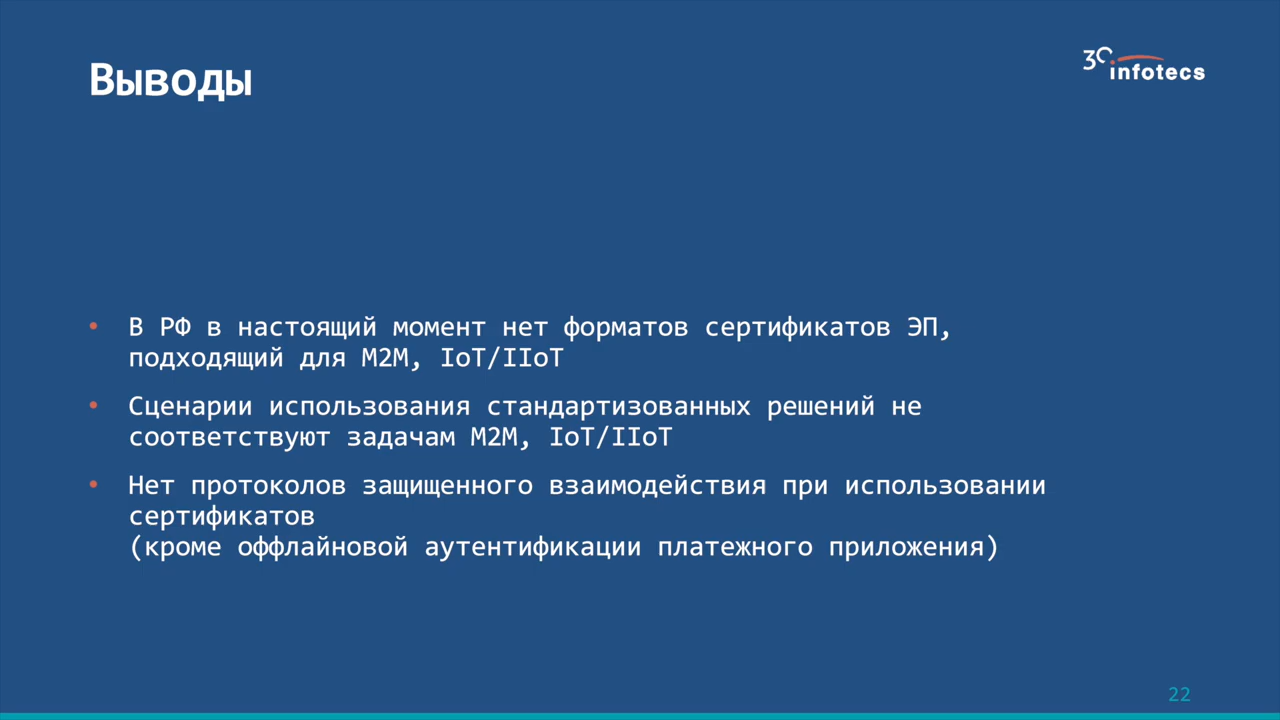 Выводы
30 infotecs
• В РФ в настоящий момент нет форматов сертификатов ЭП,
подходящий для M2M, IoT/IIoT
• Сценарии использования стандартизованных решений не
соответствуют задачам M2M, IoT/IIoT
• Нет протоколов защищенного взаимодействия при использовании
сертификатов
(кроме оффлайновой аутентификации платежного приложения)
22